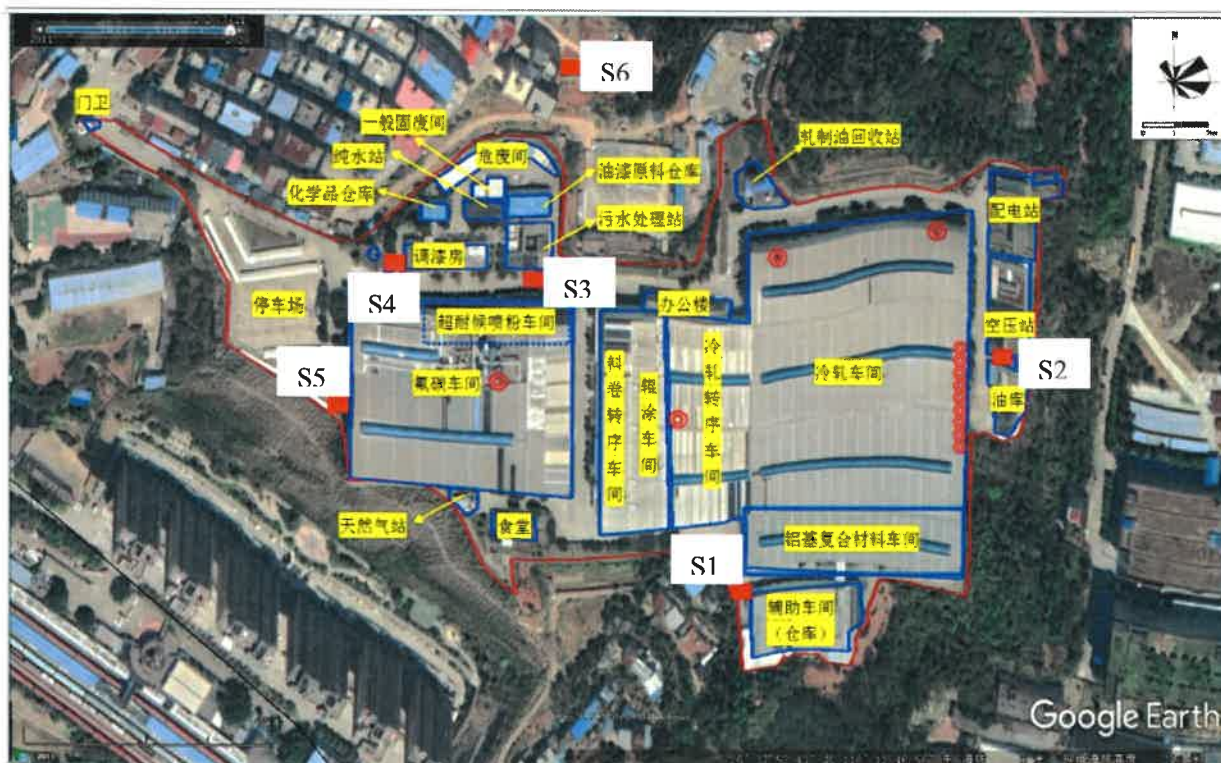 S6
N
门卫
一般固废间
纯水站
危废间
轧制油回收站
化学品仓库
油漆原料仓库
配电站
污水处理站
调漆房
S4
S3
停车场
办公楼
超耐候喷粉车间
空压站
S5
氟碳车间
料卷转序车间
辊涂车间
冷轧转序车间
冷轧车间
S2
油库
天然气站
食堂
铝基复合材料车间
S1
辅助车间
（仓库）
Google Earth